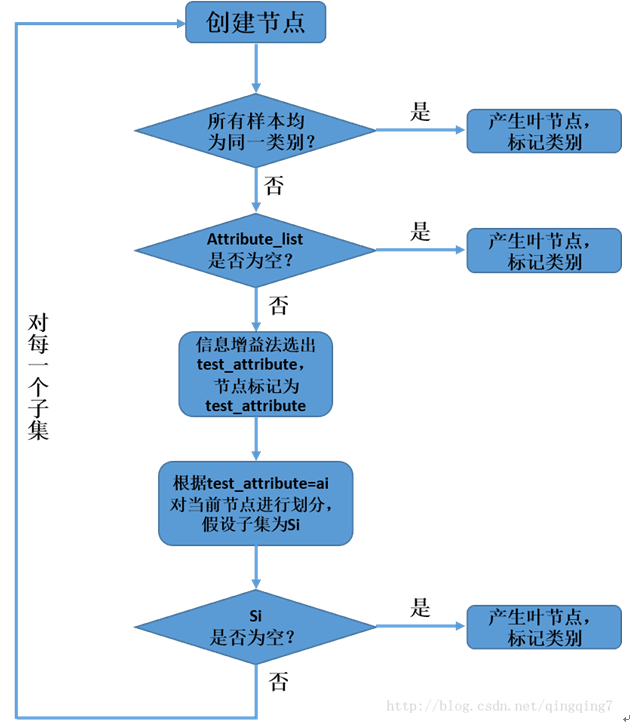 创建节点
所有样本均
为同一类别？
是
产生叶节点，
标记类别
否
Attribute_list
是否为空？
是
产生叶节点，
标记类别
否
信息增益法选出
test_attribute，
节点标记为
test_attribute
根据test_attribute=ai
对当前节点进行划分，
假设子集为Si
Si
是否为空？
是
产生叶节点，
标记类别
否
对每一个子集
http://blog.csdn.net/qingqing7